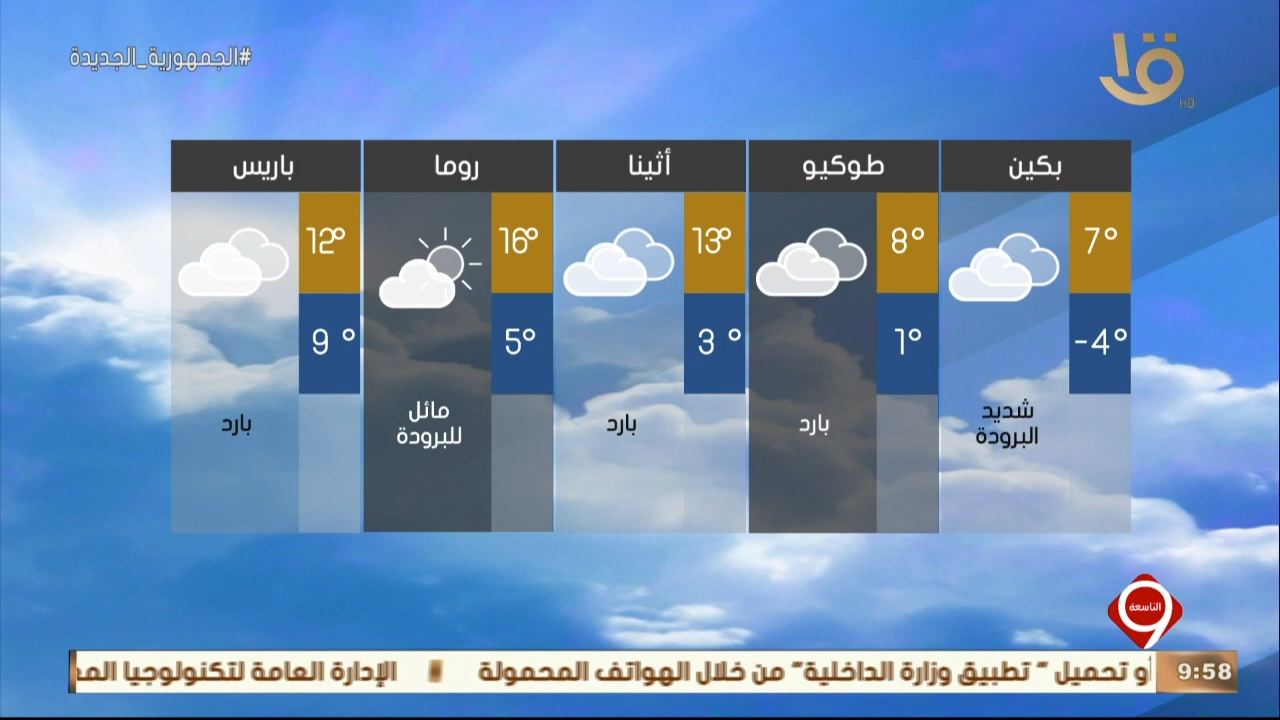 #الجمهورية_الجديدة
HD
بكين
7°
-4°
شديد
البرودة
طوكيو
8°
1°
بارد
أثينا
13°
3 °
بارد
روما
16°
5°
مائل
للبرودة
باريس
12°
9 °
بارد
التاسعة
9
9:58
أو تحميل " تطبيق وزارة الداخلية" من خلال الهواتف المحمولة الإدارة العامة لتكنولوجيا